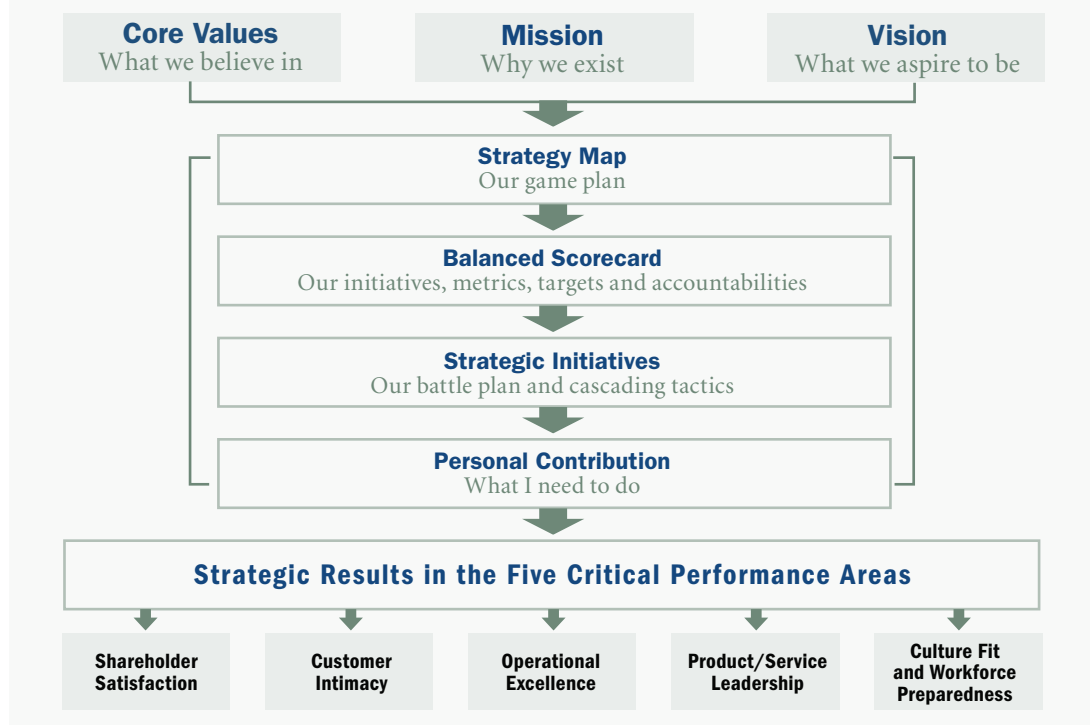 Core Values
What we believe in
Mission
Why we exist
Vision
What we aspire to be
Strategy Map
Our game plan
Balanced Scorecard
Our initiatives, metrics, targets and accountabilities
Strategic Initiatives
Our battle plan and cascading tactics
Personal Contribution
What I need to do
Strategic Results in the Five Critical Performance Areas
Shareholder
Satisfaction
Customer
Intimacy
Operational
Excellence
Product/Service
Leadership
Culture Fit
and Workforce
Preparedness